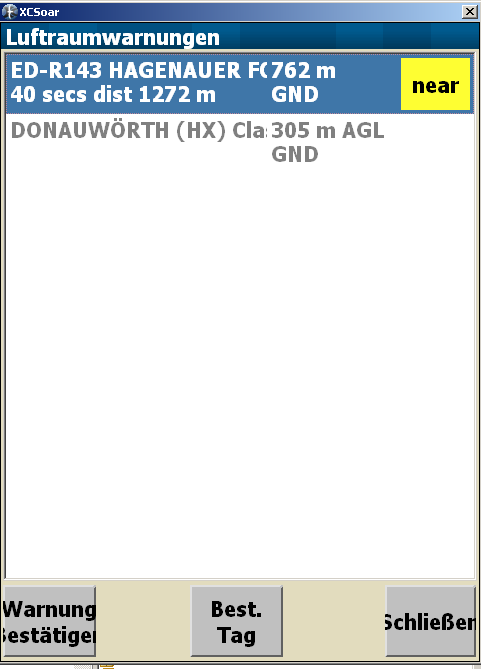 XCSoar
Luftraumwarnungen
ED-R143 HAGENAUER FO 762 m
40 secs dist 1272 m GND
near
DONAUWÖRTH (HX) Cla 305 m AGL
GND
Warnung
Bestätigen
Best.
Tag
Schließen